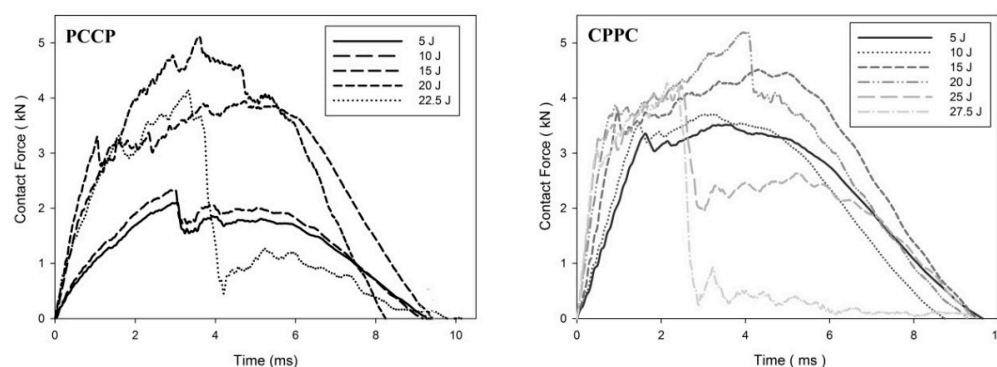 PCCP
5 J
10 J
15 J
20 J
22.5 J
Contact Force ( kN )
5
4
3
2
1
0
0 2 4 6 8 10
Time (ms)
CPPC
5 J
10 J
15 J
20 J
25 J
27.5 J
Contact Force ( kN )
5
4
3
2
1
0
0 2 4 6 8 1
Time ( ms )